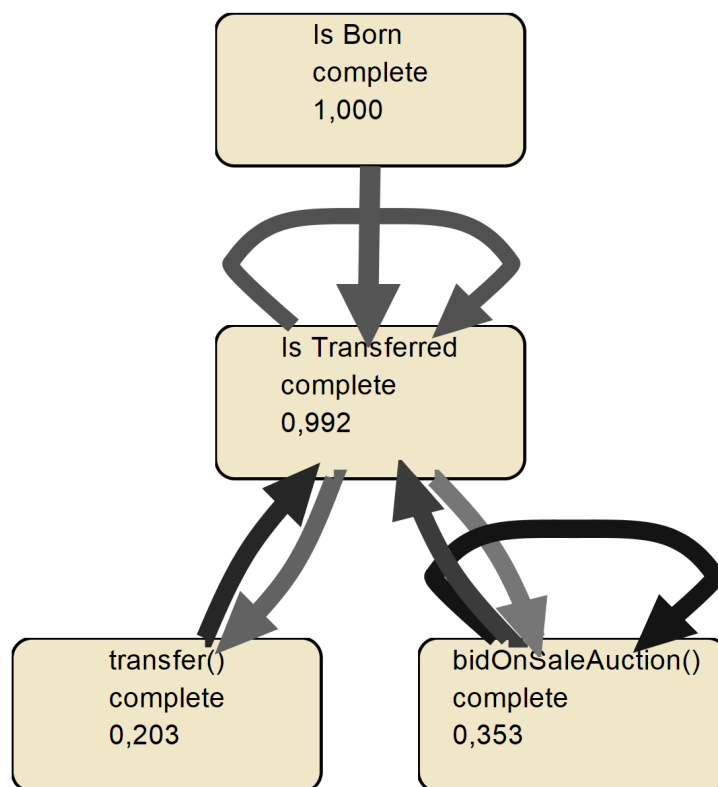 Is Born
complete
1,000
Is Transferred
complete
0,992
transfer()
complete
0,203
bidOnSaleAuction()
complete
0,353